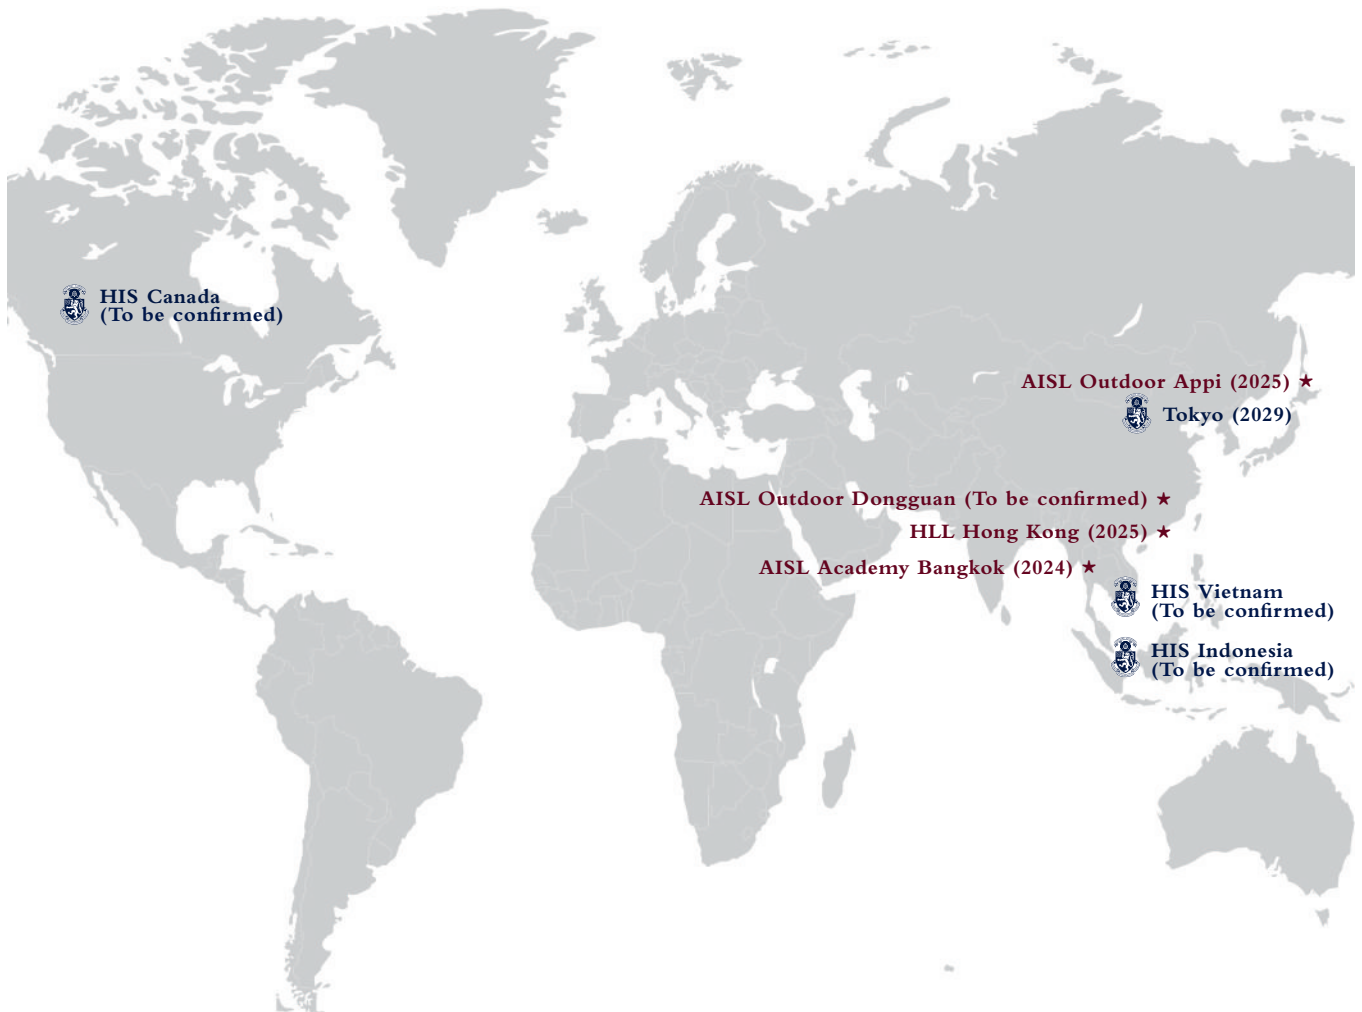 HIS Canada
(To be confirmed)
AISL Outdoor Appi (2025)
Tokyo (2029)
AISL Outdoor Dongguan (To be confirmed)
HLL Hong Kong (2025)
AISL Academy Bangkok (2024)
HIS Vietnam
(To be confirmed)
HIS Indonesia
(To be confirmed)